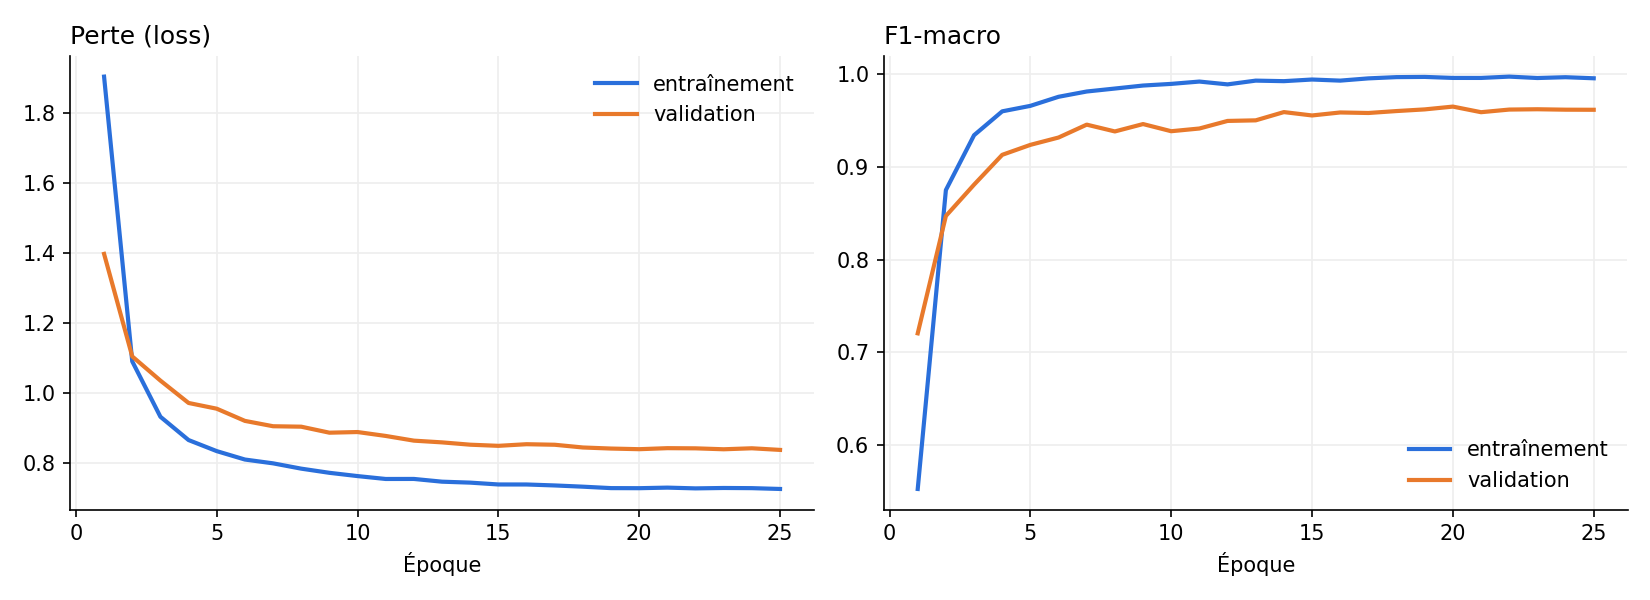 Perte (loss)
entraînement
validation
1.8
1.6
1.4
1.2
1.0
0.8
0 5 10 15 20 25
Époque
F1-macro
1.0
0.9
0.8
0.7
0.6
entraînement
validation
0 5 10 15 20 25
Époque